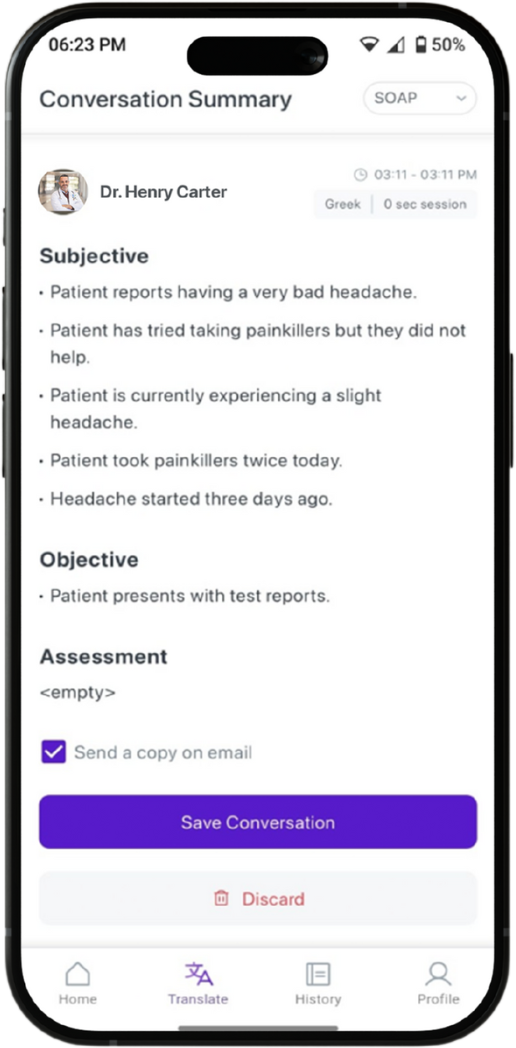 06:23 PM
50%
Conversation Summary
SOAP
03:11 - 03:11 PM
Dr. Henry Carter
Greek
0 sec session
Subjective
· Patient reports having a very bad headache.
· Patient has tried taking painkillers but they did not
help.
· Patient is currently experiencing a slight
headache.
· Patient took painkillers twice today.
· Headache started three days ago.
Objective
· Patient presents with test reports.
Assessment
<empty>
Send a copy on email
Save Conversation
Discard
Home
Translate
History
Profile